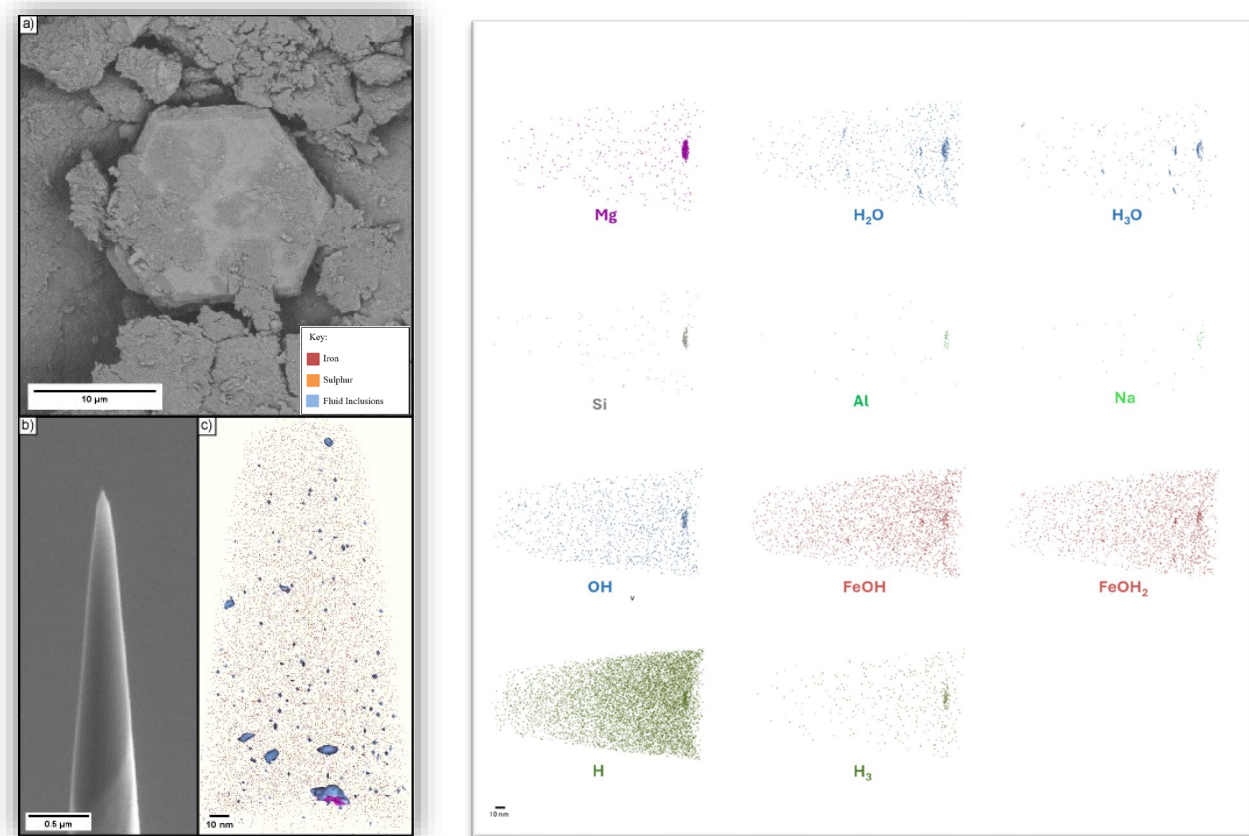 a)
Key:
Iron
Sulphur
Fluid Inclusions
10 µm
b)
0.5 µm
c)
10 nm
Mg
H₂O
H₃O
Si
Al
Na
OH
v
FeOH
FeOH₂
H
H₃
10 nm